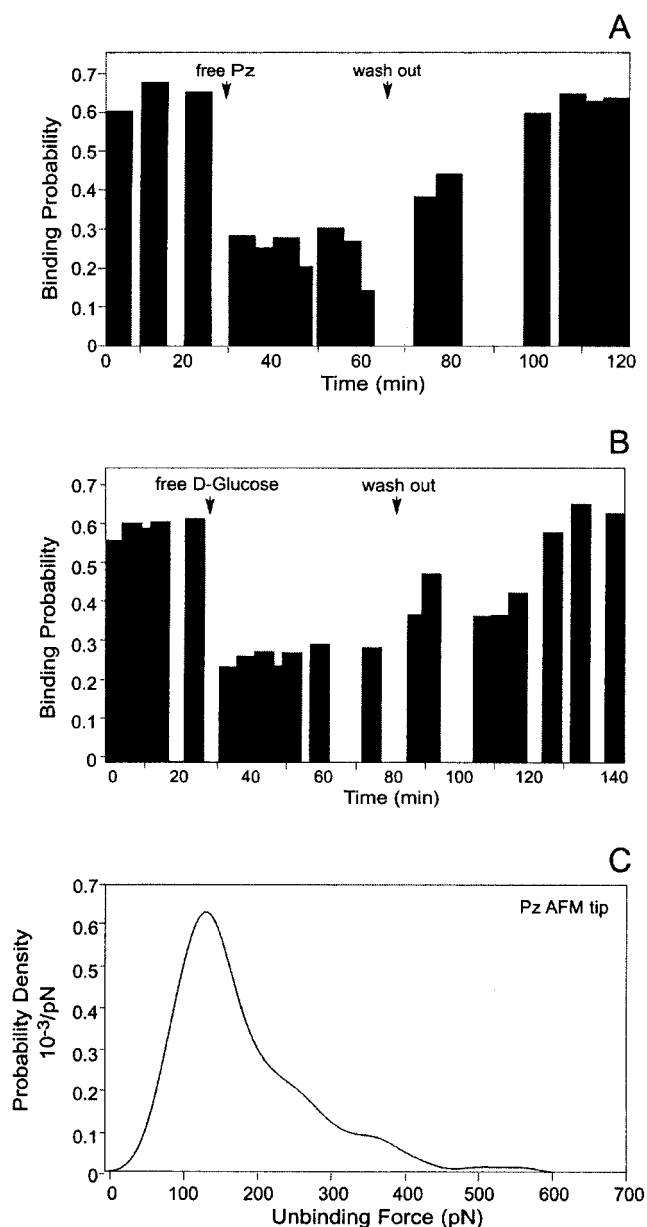 A
free Pz
wash out
0.7
0.6
0.5
0.4
0.3
0.2
0.1
0
Binding Probability
0 20 40 60 80 100 120
Time (min)
B
free D-Glucose
wash out
0.7
0.6
0.5
0.4
0.3
0.2
0.1
0
Binding Probability
0 20 40 60 80 100 140
Time (min)
C
Pz AFM tip
0.7
0.6
0.5
0.4
0.3
0.2
0.1
0
Probability Density
10-3/pN
0 100 200 300 400 500 600 700
Unbinding Force (pN)